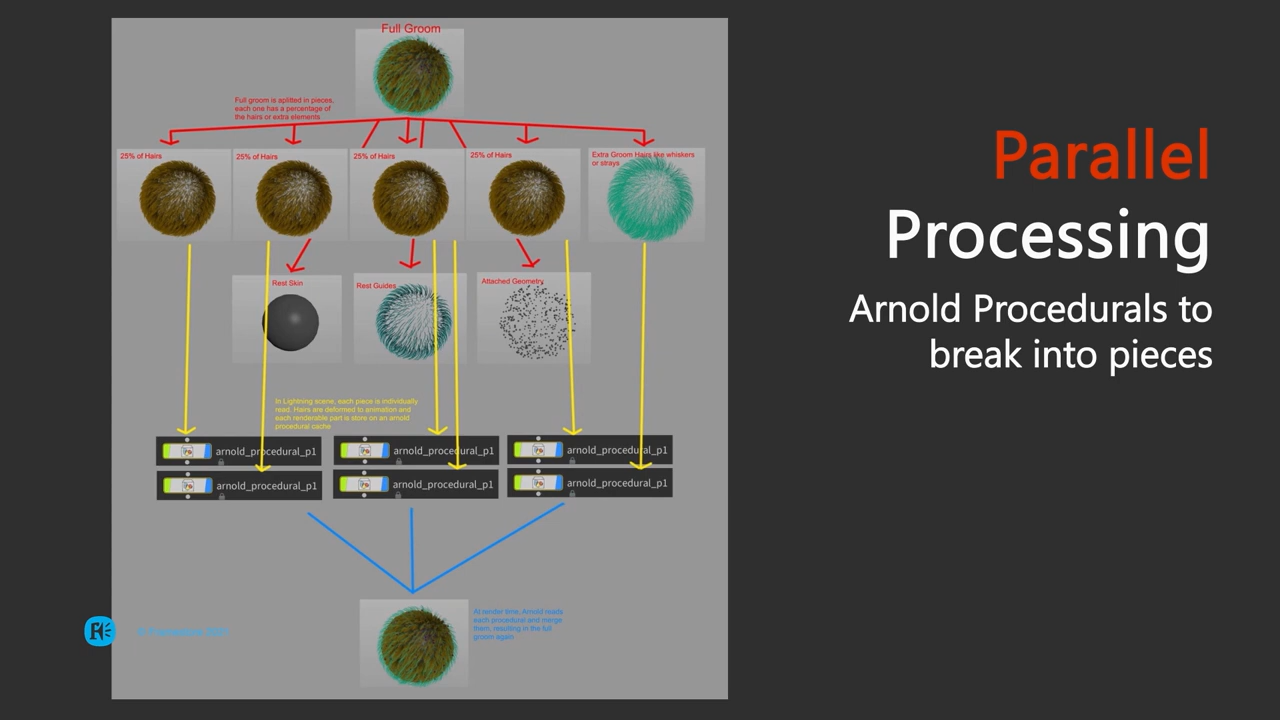 Full Groom
Full groom is aplitted in pieces,
each one has a percentage of
the hairs or extra elements
25% of Hairs
25% of Hairs
25% of Hairs
25% of Hairs
Extra Groom Hairs like whiskers
or strays
Rest Skin
Rest Guides
Attached Geometry
In Lightning scene, each piece is individually
read. Hairs are deformed to animation and
each renderable part is store on an arnold
procedural cache
arnold_procedural_p1
arnold_procedural_p1
arnold_procedural_p1
arnold_procedural_p1
arnold_procedural_p1
arnold_procedural_p1
At render time, Arnold reads
each procedural and merge
them, resulting in the full
groom again
Parallel
Processing
Arnold Procedurals to
break into pieces